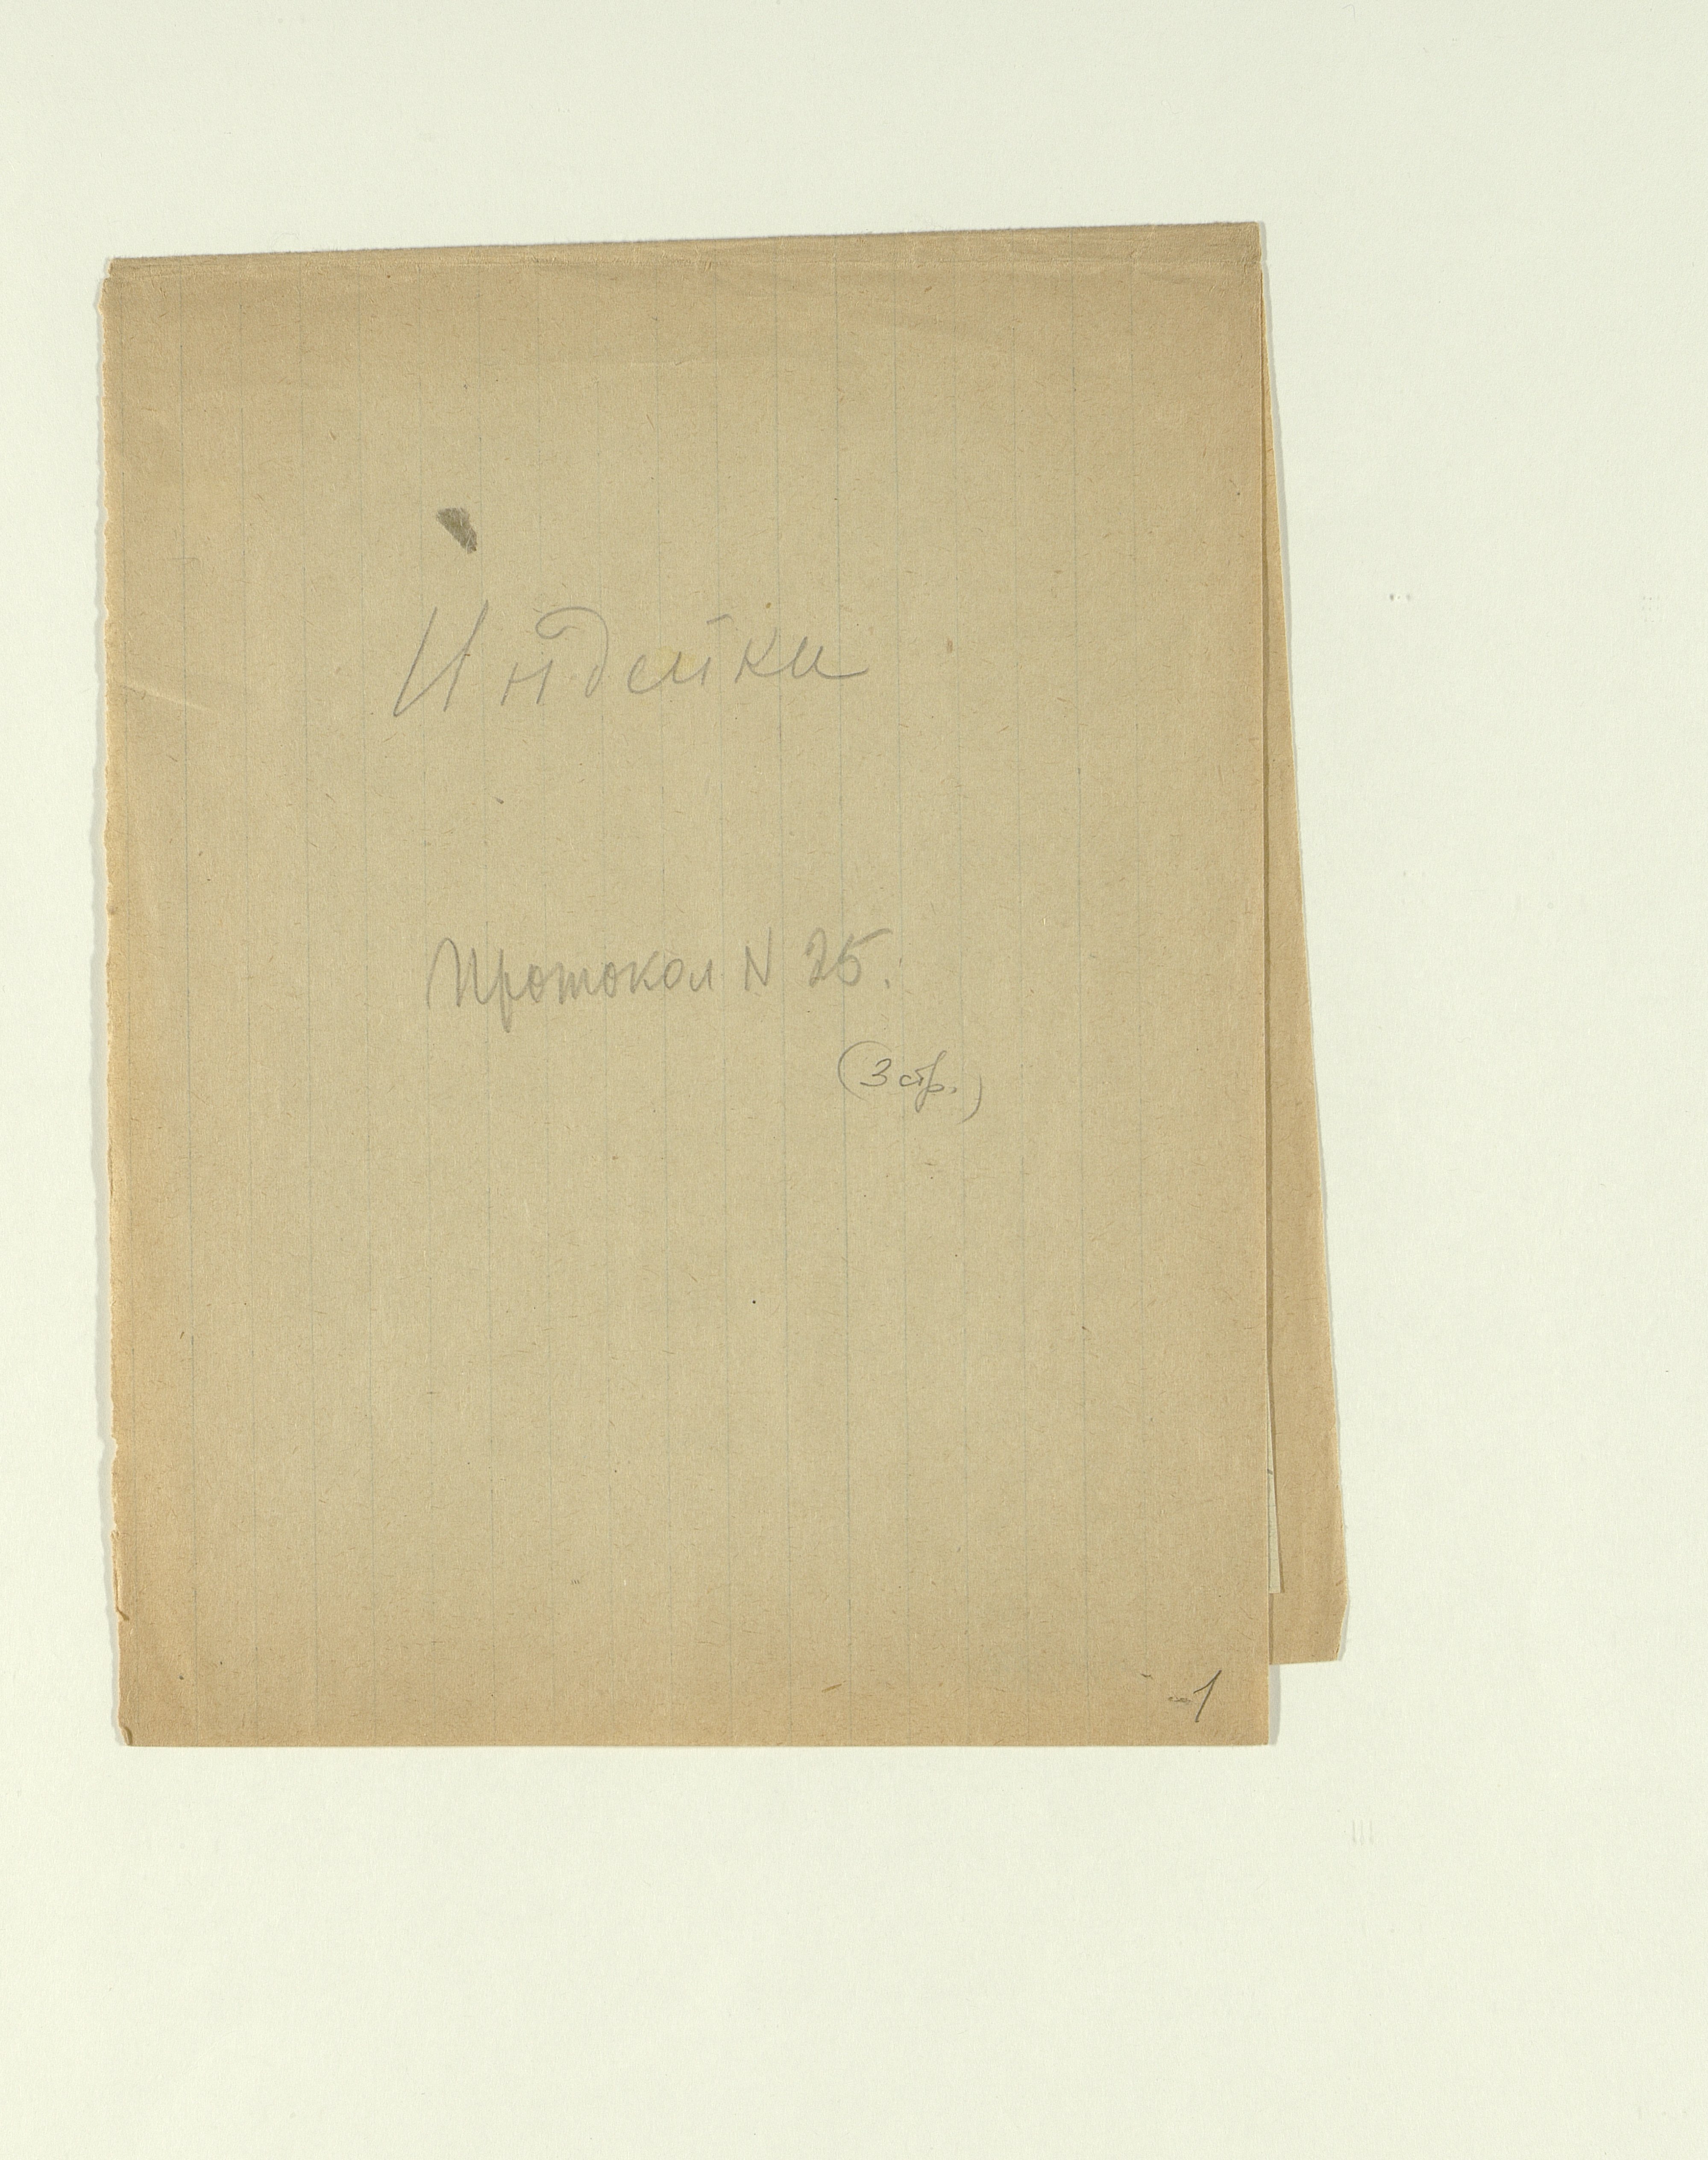 Индейки
Протокол N 25.
(3 стр.)
1